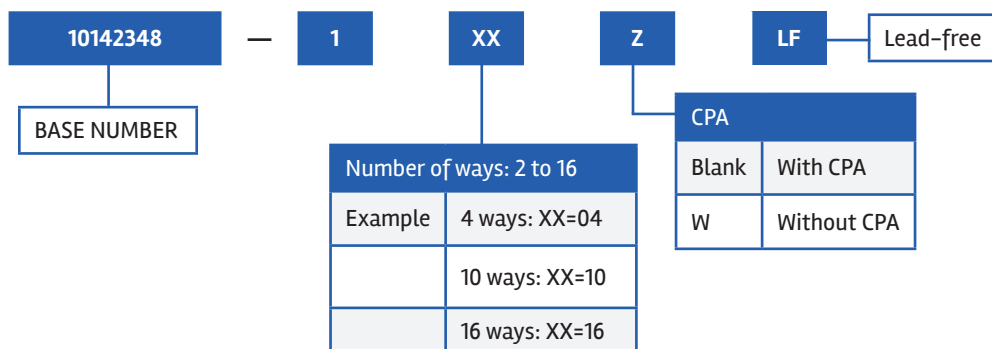 10142348 — 1 XX Z LF Lead-free
BASE NUMBER
CPA
Blank With CPA
W Without CPA
Number of ways: 2 to 16
Example 4 ways: XX=04
10 ways: XX=10
16 ways: XX=16